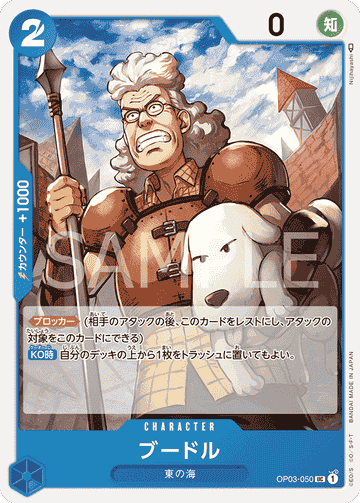 2
0
知
Nijihayashi
カウンター +1000
SAMPLE
ブロッカー (相手のアタックの後、このカードをレストにし、アタックの
対象をこのカードにできる)
KO時 自分のデッキの上から1枚をトラッシュに置いてもよい。
CHARACTER
ブードル
東の海
OP03-050 UC 1
BANDAI MADE IN JAPAN